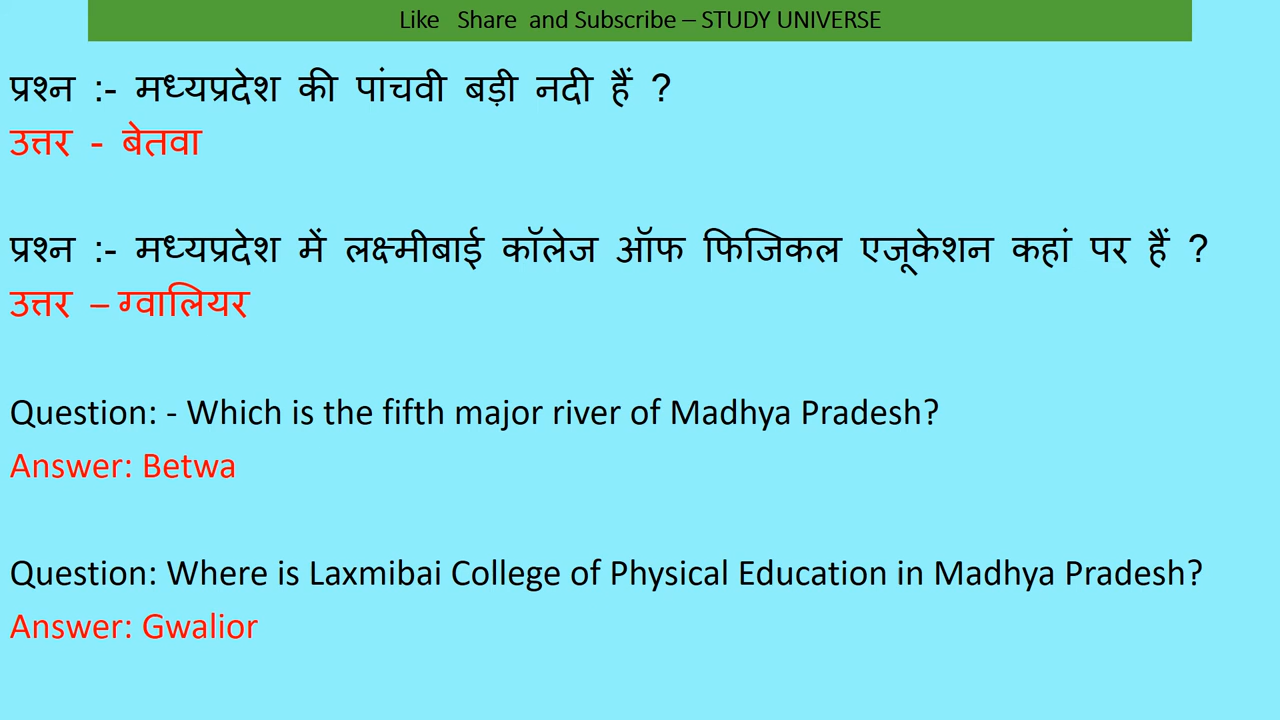 Like Share and Subscribe – STUDY UNIVERSE
प्रश्न :- मध्यप्रदेश की पांचवी बड़ी नदी हैं ?
उत्तर - बेतवा
प्रश्न :- मध्यप्रदेश में लक्ष्मीबाई कॉलेज ऑफ फिजिकल एजूकेशन कहां पर हैं ?
उत्तर – ग्वालियर
Question: - Which is the fifth major river of Madhya Pradesh?
Answer: Betwa
Question: Where is Laxmibai College of Physical Education in Madhya Pradesh?
Answer: Gwalior